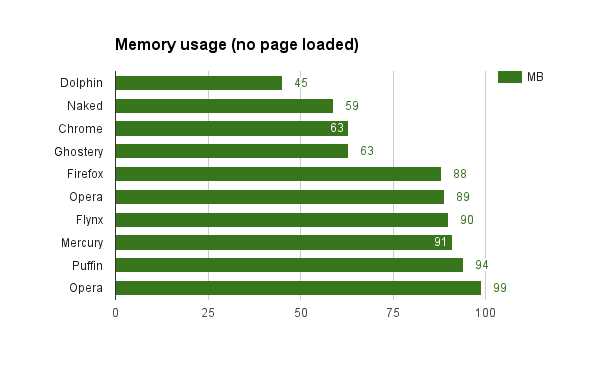 Memory usage (no page loaded)
MB
Dolphin 45
Naked 59
Chrome 63
Ghostery 63
Firefox 88
Opera 89
Flynx 90
Mercury 91
Puffin 94
Opera 99
0 25 50 75 100